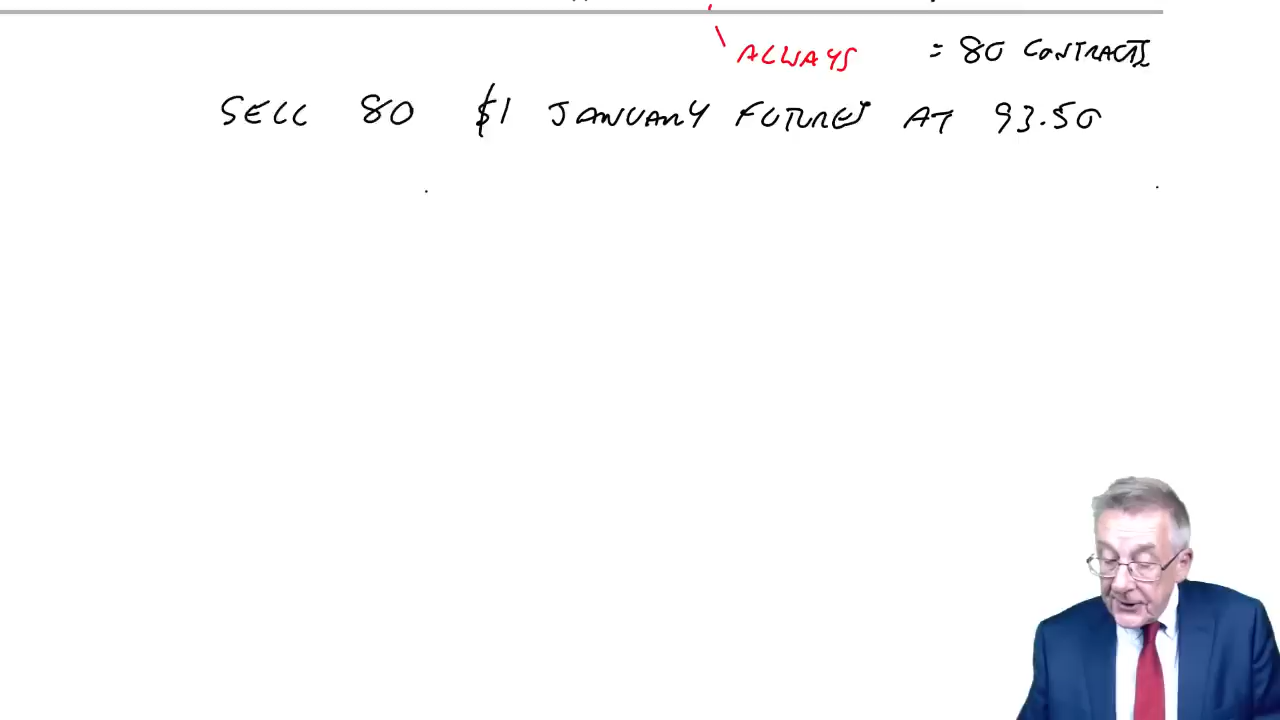 ALWAYS = 80 CONTRACTS
SELL 80 $1 JANUARY FUTURES AT 93.50